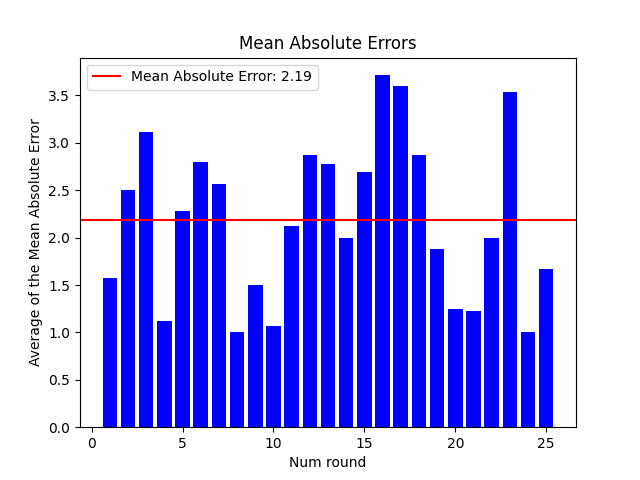 Mean Absolute Errors
Mean Absolute Error: 2.19
Average of the Mean Absolute Error
3.5
3.0
2.5
2.0
1.5
1.0
0.5
0.0
0 5 10 15 20 25
Num round